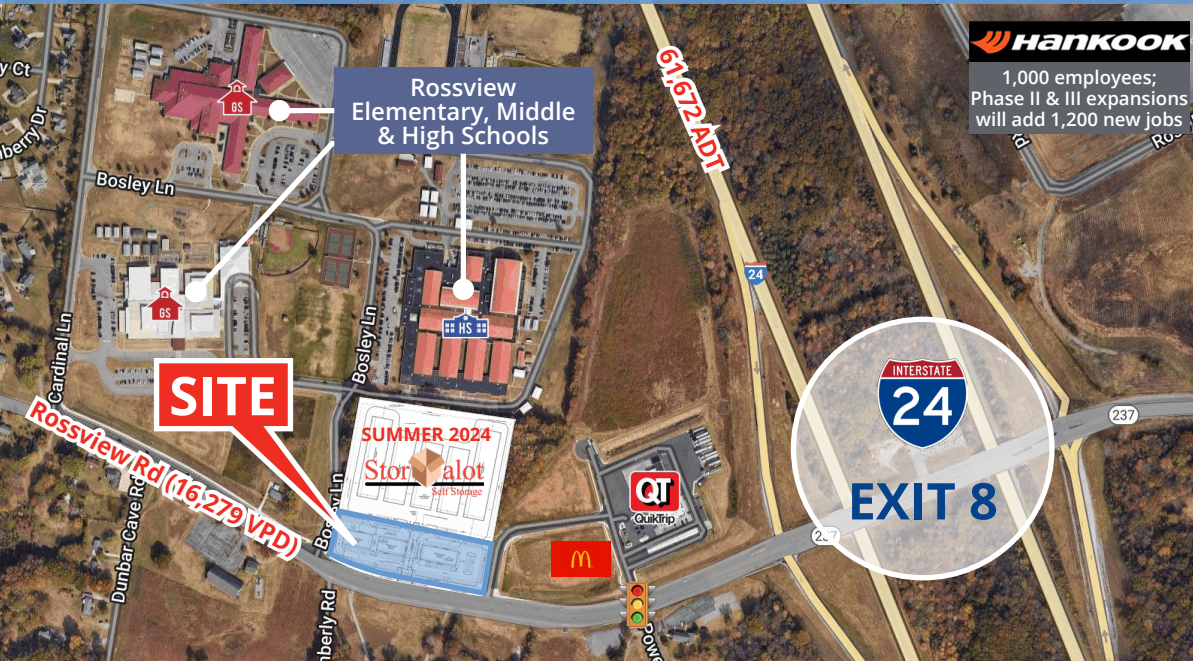 HANKOOK
1,000 employees;
Phase II & III expansions
will add 1,200 new jobs
Rossview
Elementary, Middle
& High Schools
GS
61,672 ADT
Bosley Ln
24
GS
HS
Cardinal Ln
Bosley Ln
SITE
INTERSTATE
24
EXIT 8
237
Rossview Rd (16,279 VPD)
SUMMER 2024
Stor alot
Self Storage
QT
QuikTrip
Dunbar Cave Rd